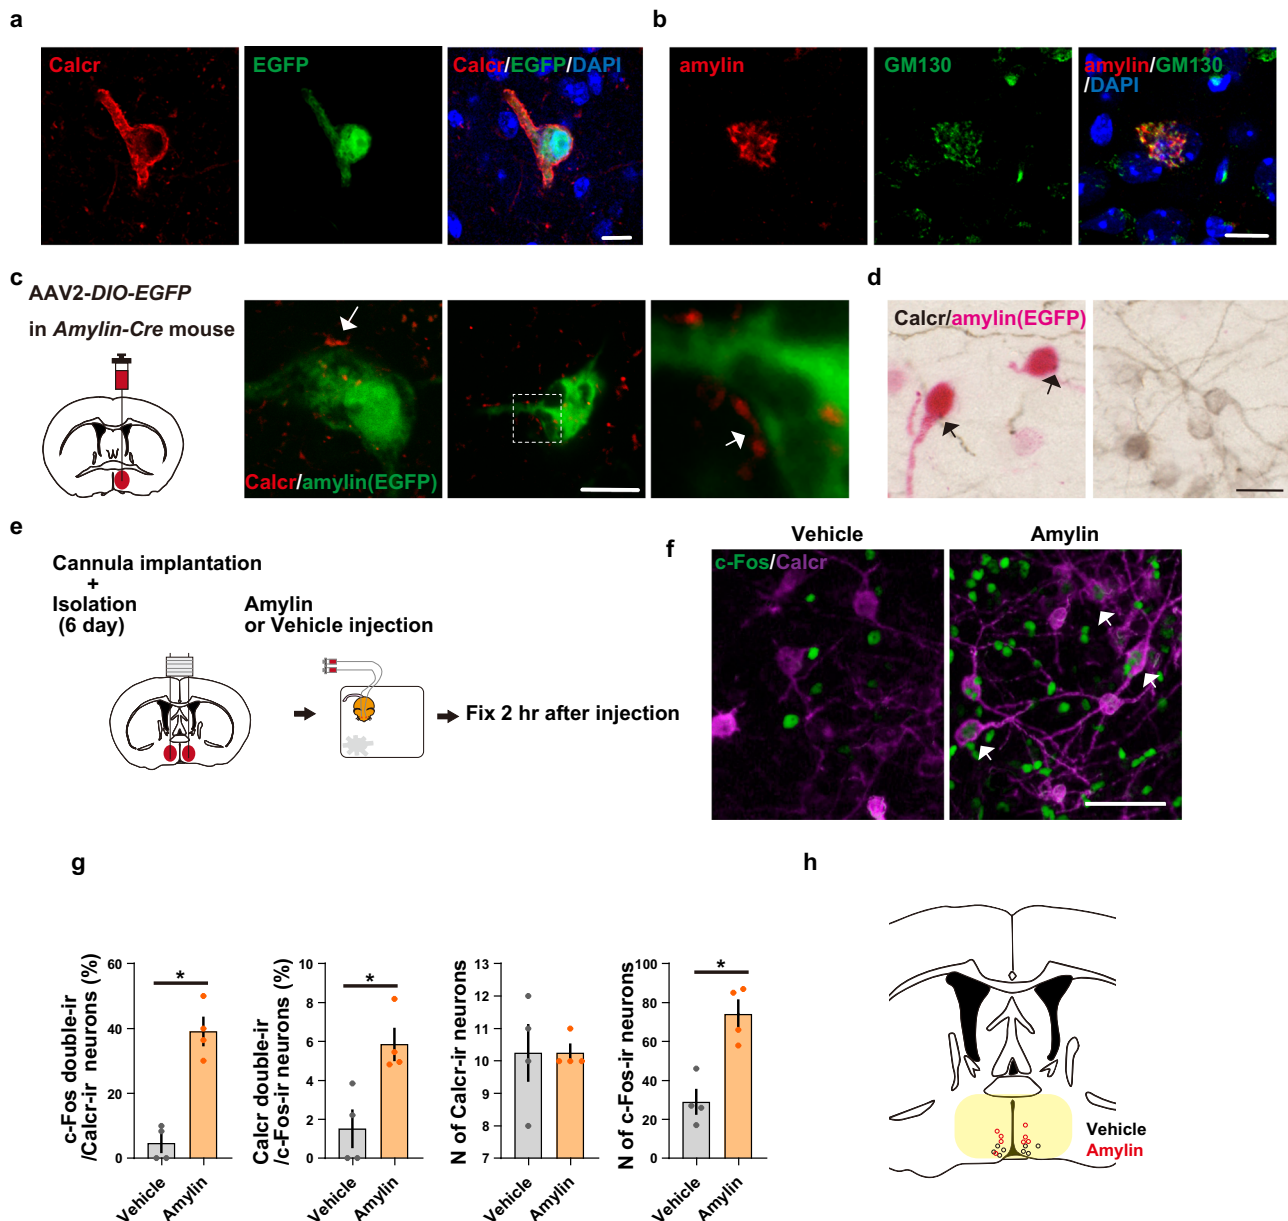 a
Calcr
EGFP
Calcr/EGFP/DAPI
b
amylin
GM130
amylin/GM130
/DAPI
c
AAV2-DIO-EGFP
in Amylin-Cre mouse
Calcr/amylin(EGFP)
d
Calcr/amylin(EGFP)
e
Cannula implantation
+
Isolation
(6 day)
Amylin
or Vehicle injection
Fix 2 hr after injection
f
Vehicle
Amylin
c-Fos/Calcr
g
c-Fos double-ir
/Calcr-ir neurons (%)
60
40
20
0
*
Vehicle
Amylin
Calcr double-ir
/c-Fos-ir neurons (%)
10
8
6
4
2
0
*
Vehicle
Amylin
N of Calcr-ir neurons
13
12
11
10
9
8
7
Vehicle
Amylin
N of c-Fos-ir neurons
100
80
60
40
20
0
*
Vehicle
Amylin
h
Vehicle
Amylin